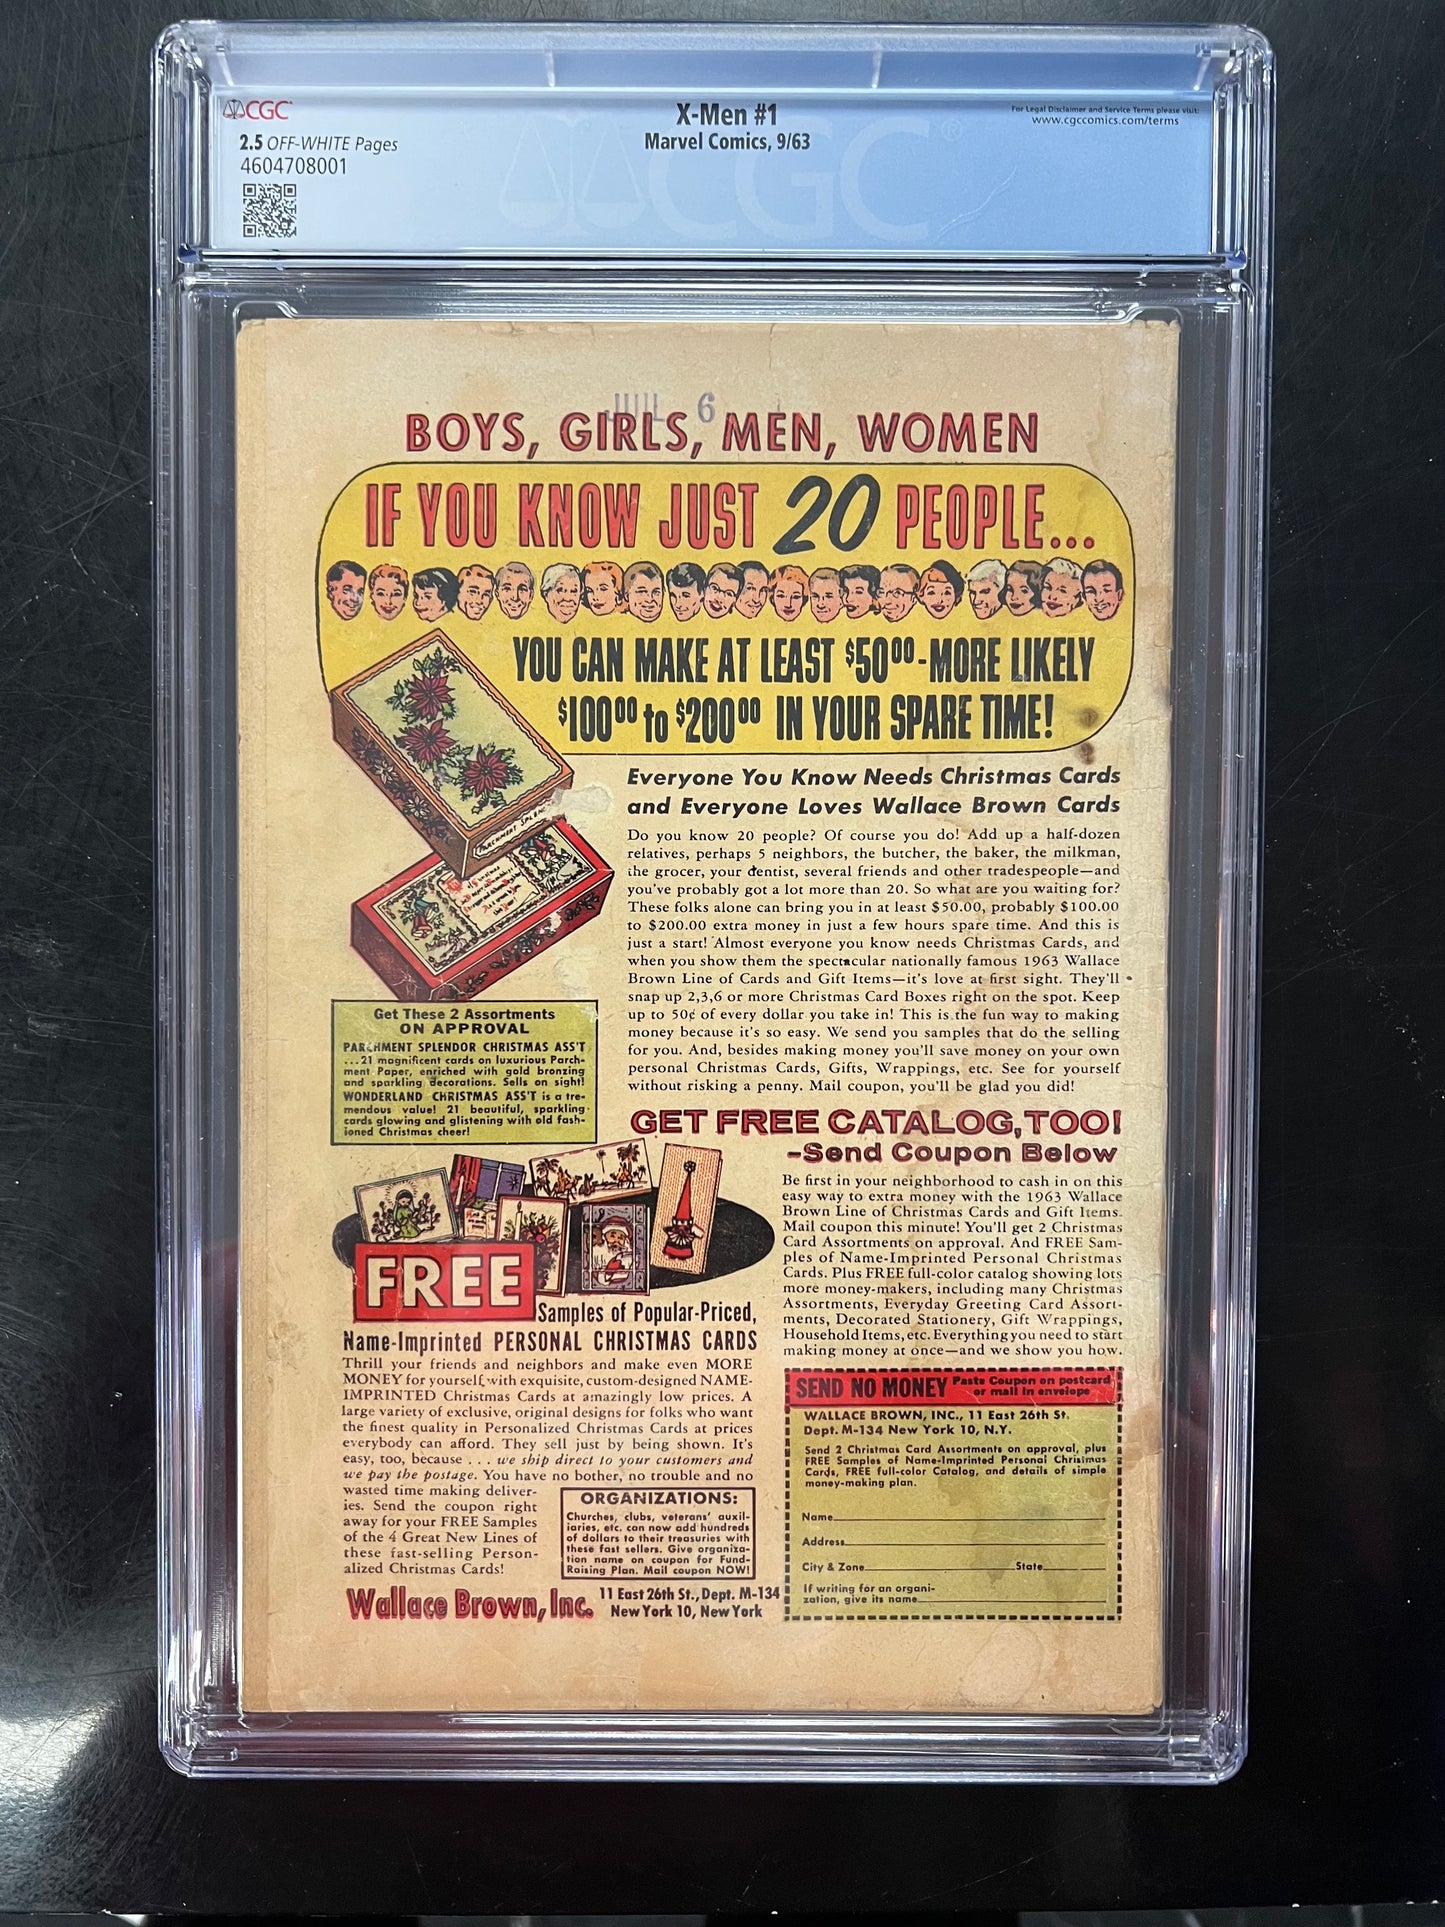 CGC
X-Men #1
For Legal Disclaimer and Service Terms please visit:
www.cgccomics.com/terms
2.5 OFF-WHITE Pages
Marvel Comics, 9/63
4604708001
CGC
JUL 6
BOYS, GIRLS, MEN, WOMEN
IF YOU KNOW JUST 20 PEOPLE...
YOU CAN MAKE AT LEAST $50⁰⁰-MORE LIKELY
$100⁰⁰ to $200⁰⁰ IN YOUR SPARE TIME!
Everyone You Know Needs Christmas Cards
and Everyone Loves Wallace Brown Cards
Do you know 20 people? Of course you do! Add up a half-dozen
relatives, perhaps 5 neighbors, the butcher, the baker, the milkman,
the grocer, your dentist, several friends and other tradespeople—and
you've probably got a lot more than 20. So what are you waiting for?
These folks alone can bring you in at least $50.00, probably $100.00
to $200.00 extra money in just a few hours spare time. And this is
just a start! Almost everyone you know needs Christmas Cards, and
when you show them the spectacular nationally famous 1963 Wallace
Brown Line of Cards and Gift Items—it's love at first sight. They'll
snap up 2,3,6 or more Christmas Card Boxes right on the spot. Keep
up to 50¢ of every dollar you take in! This is the fun way to making
money because it's so easy. We send you samples that do the selling
for you. And, besides making money you'll save money on your own
personal Christmas Cards, Gifts, Wrappings, etc. See for yourself
without risking a penny. Mail coupon, you'll be glad you did!
PARCHMENT SPLEN
Get These 2 Assortments
ON APPROVAL
PARCHMENT SPLENDOR CHRISTMAS ASS'T
...21 magnificent cards on luxurious Parch-
ment Paper, enriched with gold bronzing
and sparkling decorations. Sells on sight!
WONDERLAND CHRISTMAS ASS'T is a tre-
mendous value! 21 beautiful, sparkling
cards glowing and glistening with old fash-
ioned Christmas cheer!
GET FREE CATALOG, TOO!
-Send Coupon Below
Be first in your neighborhood to cash in on this
easy way to extra money with the 1963 Wallace
Brown Line of Christmas Cards and Gift Items.
Mail coupon this minute! You'll get 2 Christmas
Card Assortments on approval. And FREE Sam-
ples of Name-Imprinted Personal Christmas
Cards. Plus FREE full-color catalog showing lots
more money-makers, including many Christmas
Assortments, Everyday Greeting Card Assort-
ments, Decorated Stationery, Gift Wrappings,
Household Items, etc. Everything you need to start
making money at once—and we show you how.
FREE
Samples of Popular-Priced,
Name-Imprinted PERSONAL CHRISTMAS CARDS
Thrill your friends and neighbors and make even MORE
MONEY for yourself, with exquisite, custom-designed NAME-
IMPRINTED Christmas Cards at amazingly low prices. A
large variety of exclusive, original designs for folks who want
the finest quality in Personalized Christmas Cards at prices
everybody can afford. They sell just by being shown. It's
easy, too, because . . . we ship direct to your customers and
we pay the postage. You have no bother, no trouble and no
wasted time making deliver-
ies. Send the coupon right
away for your FREE Samples
of the 4 Great New Lines of
these fast-selling Person-
alized Christmas Cards!
ORGANIZATIONS:
Churches, clubs, veterans' auxil-
iaries, etc. can now add hundreds
of dollars to their treasuries with
these fast sellers. Give organiza-
tion name on coupon for Fund-
Raising Plan. Mail coupon NOW!
Wallace Brown, Inc.
11 East 26th St., Dept. M-134
New York 10, New York
SEND NO MONEY Paste Coupon on postcard
or mail in envelope
WALLACE BROWN, INC., 11 East 26th St.
Dept. M-134 New York 10, N.Y.
Send 2 Christmas Card Assortments on approval, plus
FREE Samples of Name-Imprinted Personal Christmas
Cards, FREE full-color Catalog, and details of simple
money-making plan.
Name
Address
City & Zone State
If writing for an organi-
zation, give its name